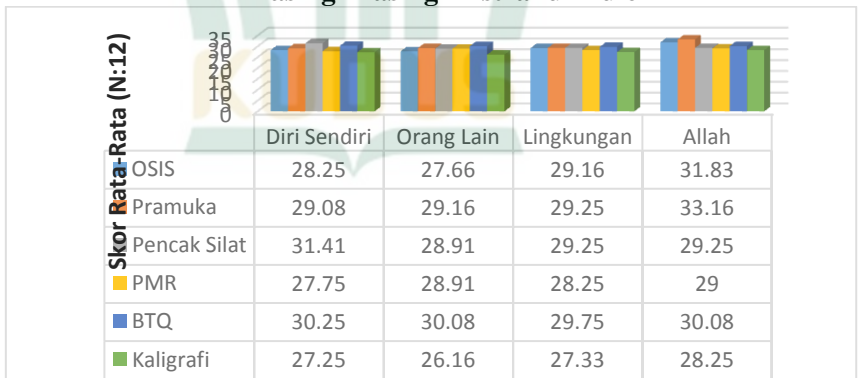 35
30
25
20
15
10
5
0
Skor Rata-Rata (N:12)
Diri Sendiri Orang Lain Lingkungan Allah
OSIS 28.25 27.66 29.16 31.83
Pramuka 29.08 29.16 29.25 33.16
Pencak Silat 31.41 28.91 29.25 29.25
PMR 27.75 28.91 28.25 29
BTQ 30.25 30.08 29.75 30.08
Kaligrafi 27.25 26.16 27.33 28.25